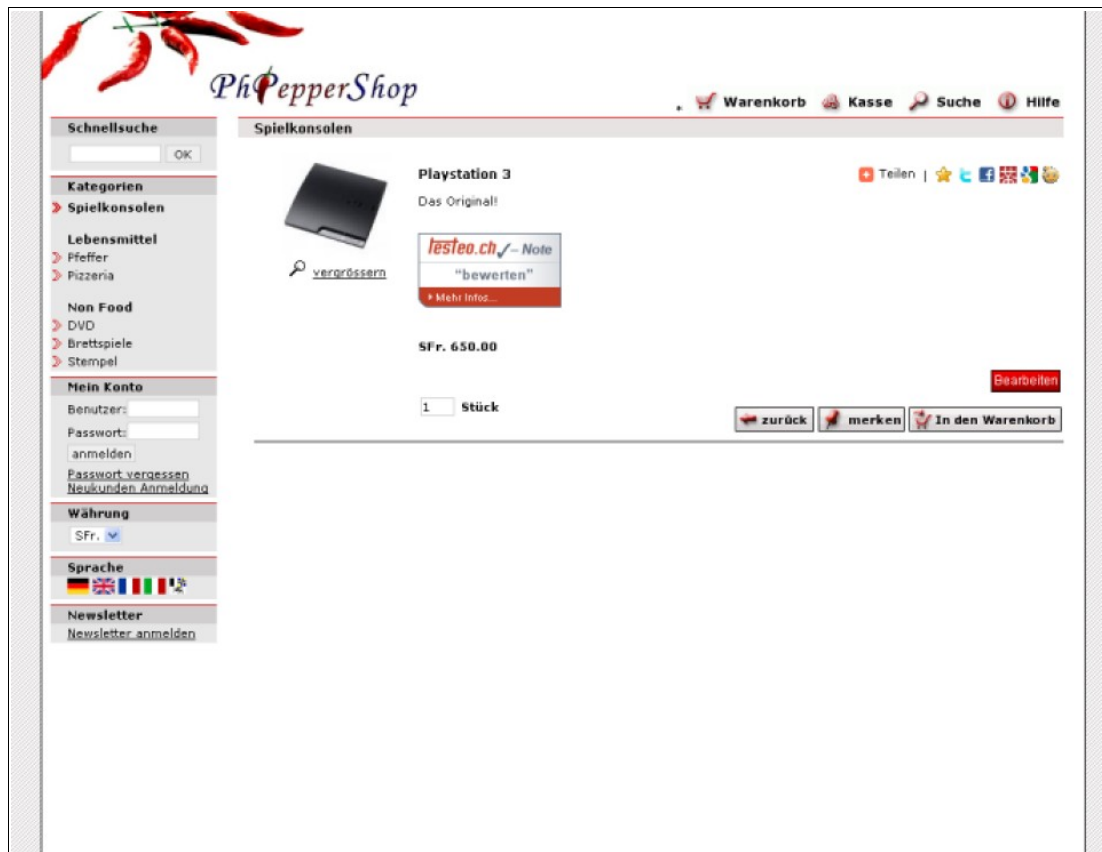 PhPepperShop
Warenkorb Kasse Suche Hilfe
Schnellsuche
OK
Kategorien
Spielkonsolen
Lebensmittel
Pfeffer
Pizzeria
Non Food
DVD
Brettspiele
Stempel
Mein Konto
Benutzer:
Passwort:
anmelden
Passwort vergessen
Neukunden Anmeldung
Währung
SFr.
Sprache
Newsletter
Newsletter anmelden
Spielkonsolen
vergrössern
Playstation 3
Teilen |
Das Original!
testeo.ch – Note
"bewerten"
Mehr Infos...
SFr. 650.00
Bearbeiten
1 Stück
zurück merken In den Warenkorb